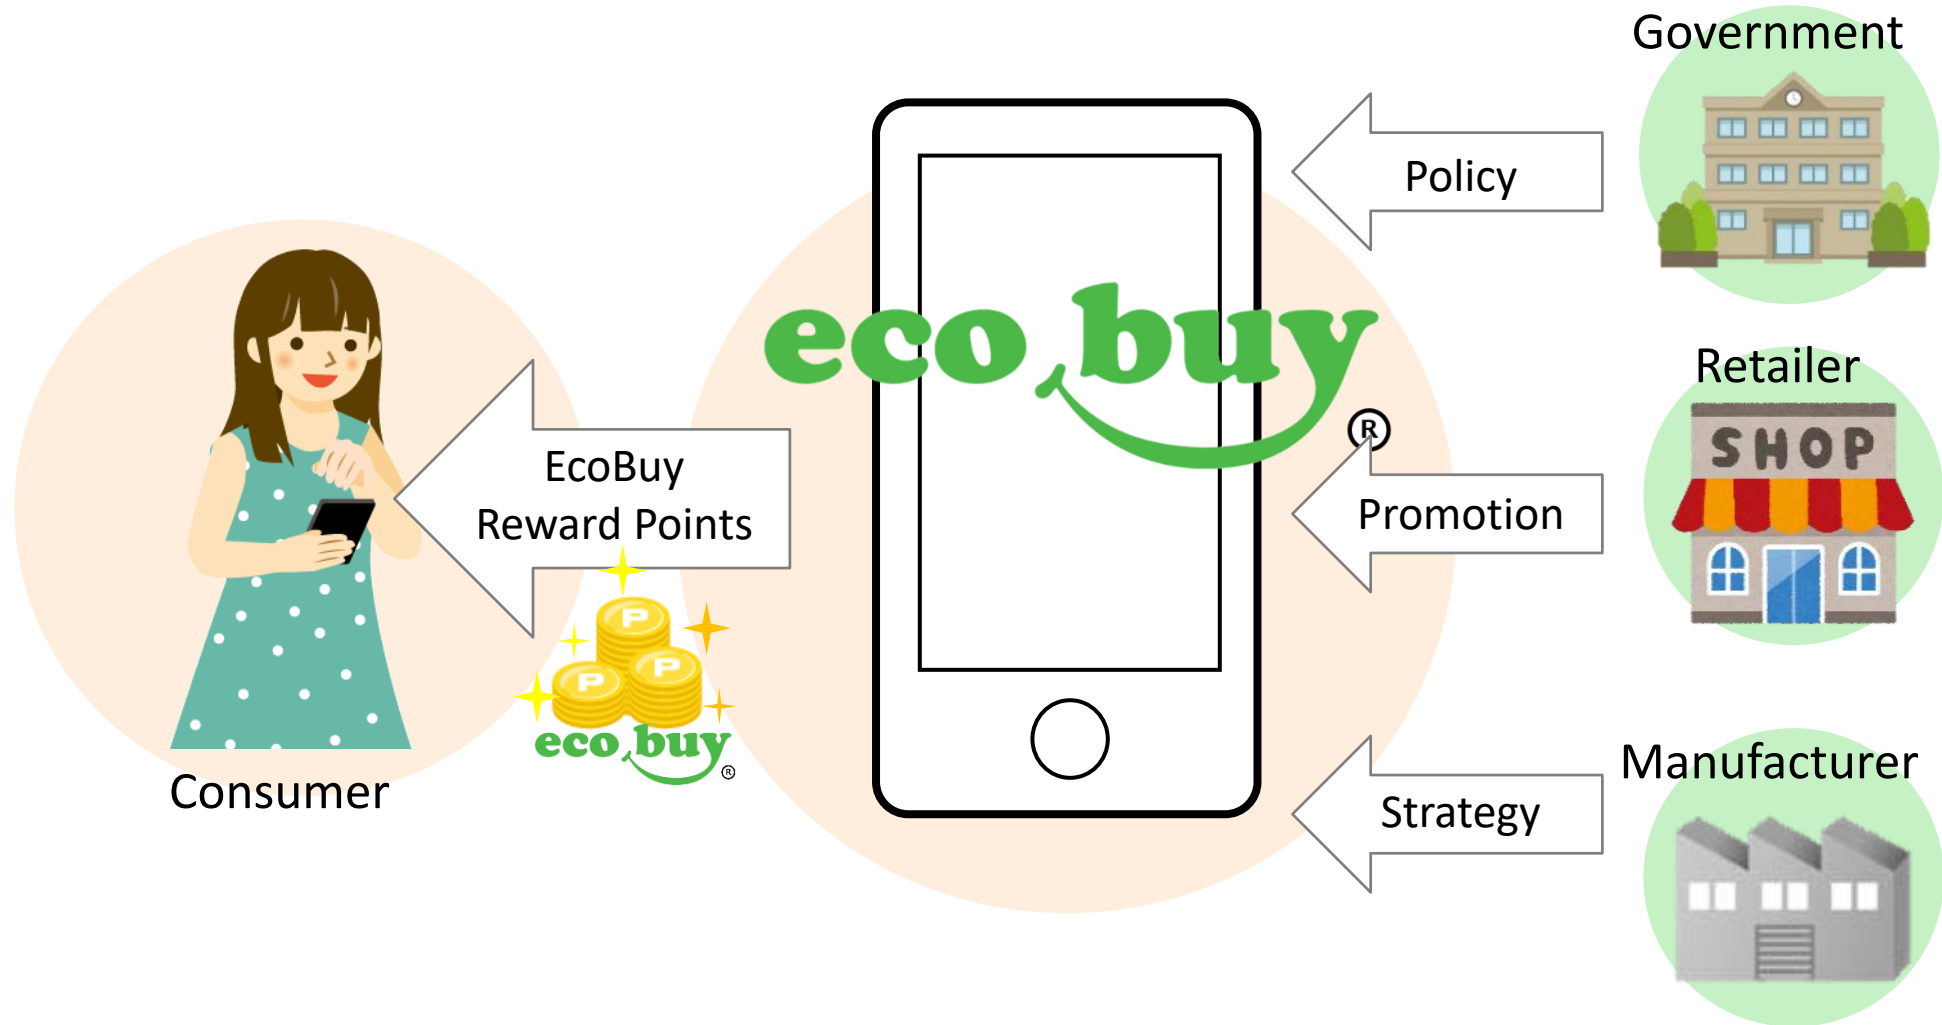 Government
Policy
eco buy
®
Retailer
SHOP
Promotion
EcoBuy
Reward Points
P
P
P
eco buy
®
Consumer
Manufacturer
Strategy